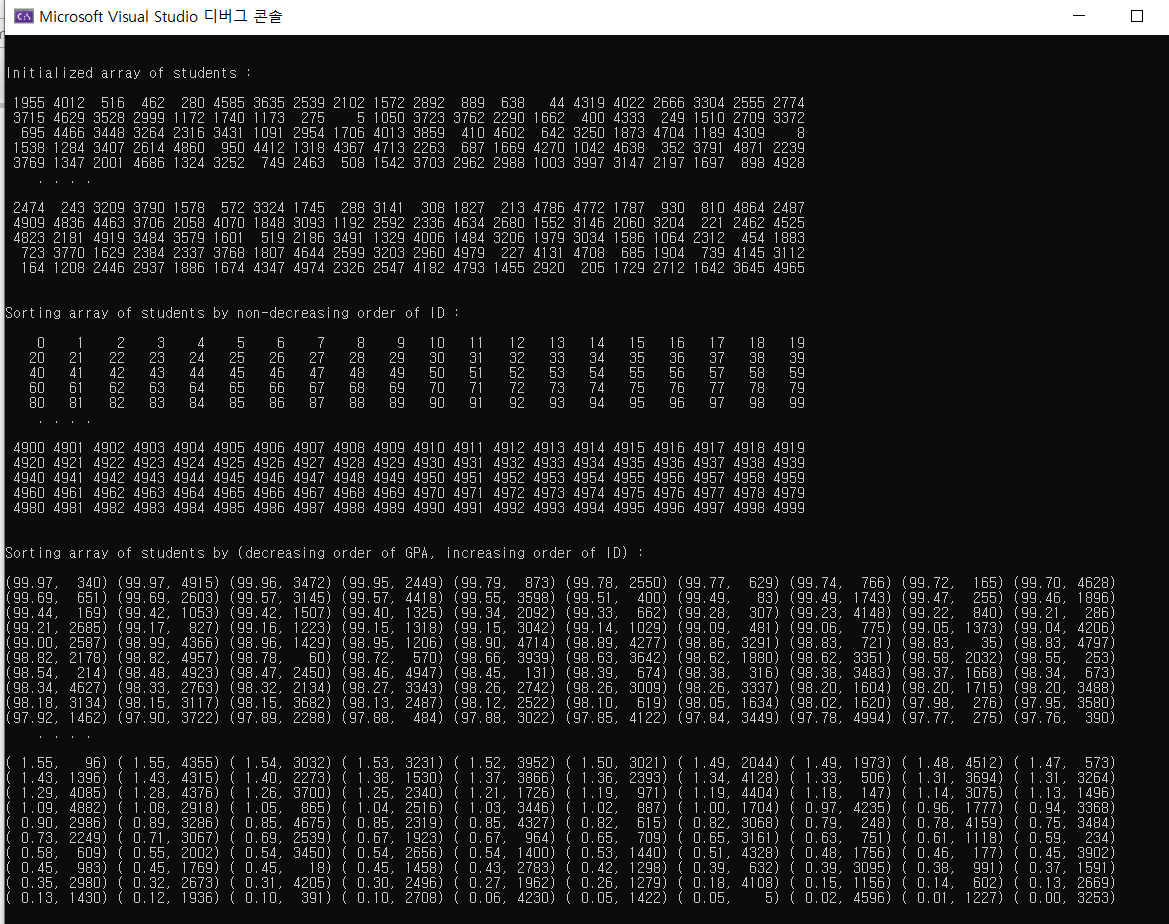 Microsoft Visual Studio 디버그 콘솔
Initialized array of students :
1955 4012 516 462 280 4585 3635 2539 2102 1572 2892 889 638 44 4319 4022 2666 3304 2555 2774
3715 4629 3528 2999 1172 1740 1173 275 5 1050 3723 3762 2290 1662 400 4333 249 1510 2709 3372
695 4466 3448 3264 2316 3431 1091 2954 1706 4013 3859 410 4602 642 3250 1873 4704 1189 4309 8
1538 1284 3407 2614 4860 950 4412 1318 4367 4713 2263 687 1669 4270 1042 4638 352 3791 4871 2239
3769 1347 2001 4686 1324 3252 749 2463 508 1542 3703 2962 2988 1003 3997 3147 2197 1697 898 4928
. . . .
2474 243 3209 3790 1578 572 3324 1745 288 3141 308 1827 213 4786 4772 1787 930 810 4864 2487
4909 4836 4463 3706 2058 4070 1848 3093 1192 2592 2336 4634 2680 1552 3146 2060 3204 221 2462 4525
4823 2181 4919 3484 3579 1601 519 2186 3491 1329 4006 1484 3206 1979 3034 1586 1064 2312 454 1883
723 3770 1629 2384 2337 3768 1807 4644 2599 3203 2960 4979 227 4131 4708 685 1904 739 4145 3112
164 1208 2446 2937 1886 1674 4347 4974 2326 2547 4182 4793 1455 2920 205 1729 2712 1642 3645 4965
Sorting array of students by non-decreasing order of ID :
0 1 2 3 4 5 6 7 8 9 10 11 12 13 14 15 16 17 18 19
20 21 22 23 24 25 26 27 28 29 30 31 32 33 34 35 36 37 38 39
40 41 42 43 44 45 46 47 48 49 50 51 52 53 54 55 56 57 58 59
60 61 62 63 64 65 66 67 68 69 70 71 72 73 74 75 76 77 78 79
80 81 82 83 84 85 86 87 88 89 90 91 92 93 94 95 96 97 98 99
. . . .
4900 4901 4902 4903 4904 4905 4906 4907 4908 4909 4910 4911 4912 4913 4914 4915 4916 4917 4918 4919
4920 4921 4922 4923 4924 4925 4926 4927 4928 4929 4930 4931 4932 4933 4934 4935 4936 4937 4938 4939
4940 4941 4942 4943 4944 4945 4946 4947 4948 4949 4950 4951 4952 4953 4954 4955 4956 4957 4958 4959
4960 4961 4962 4963 4964 4965 4966 4967 4968 4969 4970 4971 4972 4973 4974 4975 4976 4977 4978 4979
4980 4981 4982 4983 4984 4985 4986 4987 4988 4989 4990 4991 4992 4993 4994 4995 4996 4997 4998 4999
Sorting array of students by (decreasing order of GPA, increasing order of ID) :
(99.97, 340) (99.97, 4915) (99.96, 3472) (99.95, 2449) (99.79, 873) (99.78, 2550) (99.77, 629) (99.74, 766) (99.72, 165) (99.70, 4628)
(99.69, 651) (99.69, 2603) (99.57, 3145) (99.57, 4418) (99.55, 3598) (99.51, 400) (99.49, 83) (99.49, 1743) (99.47, 255) (99.46, 1896)
(99.44, 169) (99.42, 1053) (99.42, 1507) (99.40, 1325) (99.34, 2092) (99.33, 662) (99.28, 307) (99.23, 4148) (99.22, 840) (99.21, 286)
(99.21, 2685) (99.17, 827) (99.16, 1223) (99.15, 1318) (99.15, 3042) (99.14, 1029) (99.09, 481) (99.06, 775) (99.05, 1373) (99.04, 4206)
(99.00, 2587) (98.99, 4366) (98.96, 1429) (98.95, 1206) (98.90, 4714) (98.89, 4277) (98.86, 3291) (98.83, 721) (98.83, 35) (98.83, 4797)
(98.82, 2178) (98.82, 4957) (98.78, 60) (98.72, 570) (98.66, 3939) (98.63, 3642) (98.62, 1880) (98.62, 3351) (98.58, 2032) (98.55, 253)
(98.54, 214) (98.48, 4923) (98.47, 2450) (98.46, 4947) (98.45, 131) (98.39, 674) (98.38, 316) (98.38, 3483) (98.37, 1668) (98.34, 673)
(98.34, 4627) (98.33, 2763) (98.32, 2134) (98.27, 3343) (98.26, 2742) (98.26, 3009) (98.26, 3337) (98.20, 1604) (98.20, 1715) (98.20, 3488)
(98.18, 3134) (98.15, 3117) (98.15, 3682) (98.13, 2487) (98.12, 2522) (98.10, 619) (98.05, 1634) (98.02, 1620) (97.98, 276) (97.95, 3580)
(97.92, 1462) (97.90, 3722) (97.89, 2288) (97.88, 484) (97.88, 3022) (97.85, 4122) (97.84, 3449) (97.78, 4994) (97.77, 275) (97.76, 390)
. . . .
( 1.55, 96) ( 1.55, 4355) ( 1.54, 3032) ( 1.53, 3231) ( 1.52, 3952) ( 1.50, 3021) ( 1.49, 2044) ( 1.49, 1973) ( 1.48, 4512) ( 1.47, 573)
( 1.43, 1396) ( 1.43, 4315) ( 1.40, 2273) ( 1.38, 1530) ( 1.37, 3866) ( 1.36, 2393) ( 1.34, 4128) ( 1.33, 506) ( 1.31, 3694) ( 1.31, 3264)
( 1.29, 4085) ( 1.28, 4376) ( 1.26, 3700) ( 1.25, 2340) ( 1.21, 1726) ( 1.19, 971) ( 1.19, 4404) ( 1.18, 147) ( 1.14, 3075) ( 1.13, 1496)
( 1.09, 4882) ( 1.08, 2918) ( 1.05, 865) ( 1.04, 2516) ( 1.03, 3446) ( 1.02, 887) ( 1.00, 1704) ( 0.97, 4235) ( 0.96, 1777) ( 0.94, 3368)
( 0.90, 2986) ( 0.89, 3286) ( 0.85, 4675) ( 0.85, 2319) ( 0.85, 4327) ( 0.82, 615) ( 0.82, 3068) ( 0.79, 248) ( 0.78, 4159) ( 0.75, 3484)
( 0.73, 2249) ( 0.71, 3067) ( 0.69, 2539) ( 0.67, 1923) ( 0.67, 964) ( 0.65, 709) ( 0.65, 3161) ( 0.63, 751) ( 0.61, 1118) ( 0.59, 234)
( 0.58, 609) ( 0.55, 2002) ( 0.54, 3450) ( 0.54, 2656) ( 0.54, 1400) ( 0.53, 1440) ( 0.51, 4328) ( 0.48, 1756) ( 0.46, 177) ( 0.45, 3902)
( 0.45, 983) ( 0.45, 1769) ( 0.45, 18) ( 0.45, 1458) ( 0.43, 2783) ( 0.42, 1298) ( 0.39, 632) ( 0.39, 3095) ( 0.38, 991) ( 0.37, 1591)
( 0.35, 2980) ( 0.32, 2673) ( 0.31, 4205) ( 0.30, 2496) ( 0.27, 1962) ( 0.26, 1279) ( 0.18, 4108) ( 0.15, 1156) ( 0.14, 602) ( 0.13, 2669)
( 0.13, 1430) ( 0.12, 1936) ( 0.10, 391) ( 0.10, 2708) ( 0.06, 4230) ( 0.05, 1422) ( 0.05, 5) ( 0.02, 4596) ( 0.01, 1227) ( 0.00, 3253)